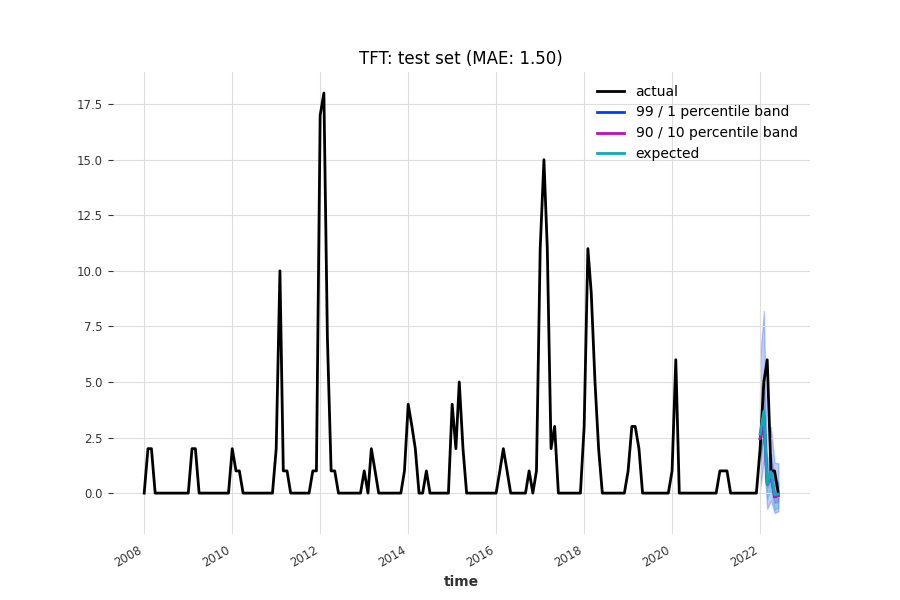 TFT: test set (MAE: 1.50)
actual
99 / 1 percentile band
90 / 10 percentile band
expected
17.5
15.0
12.5
10.0
7.5
5.0
2.5
0.0
2008 2010 2012 2014 2016 2018 2020 2022
time